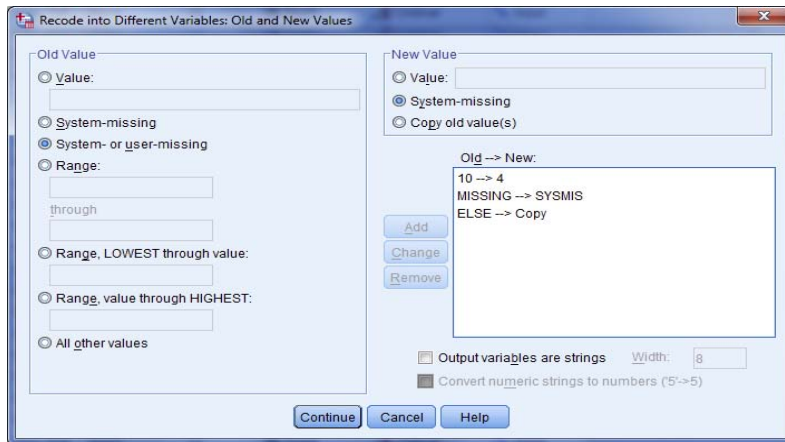 Recode into Different Variables: Old and New Values
x
Old Value
Value:
System-missing
System- or user-missing
Range:
through
Range, LOWEST through value:
Range, value through HIGHEST:
All other values
New Value
Value:
System-missing
Copy old value(s)
Old --> New:
10 --> 4
MISSING --> SYSMIS
ELSE --> Copy
Add
Change
Remove
Output variables are strings Width: 8
Convert numeric strings to numbers ('5'->5)
Continue Cancel Help